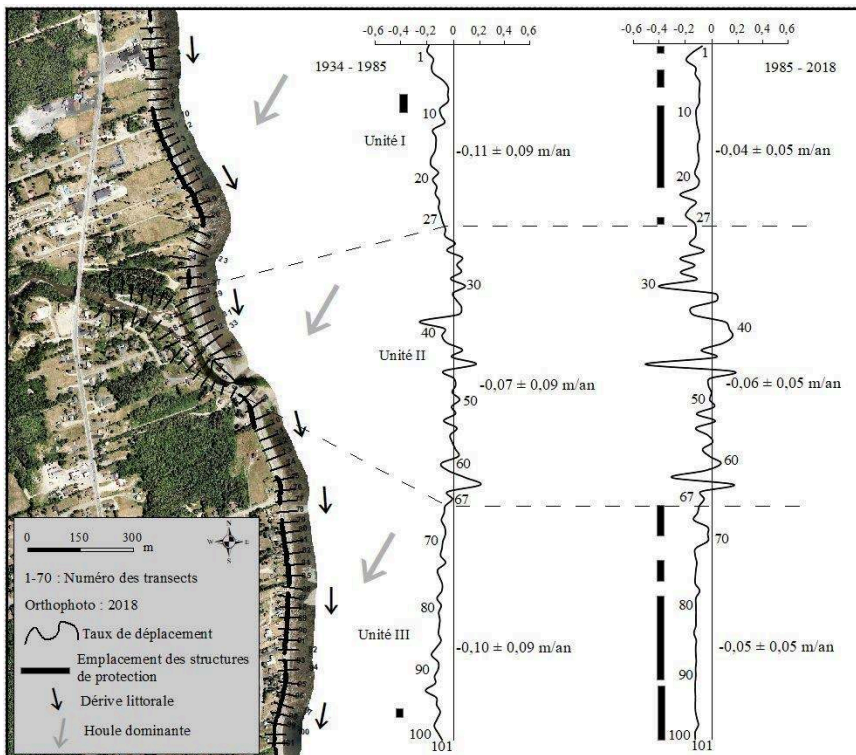 -0,6 -0,4 -0,2 0 0,2 0,4 0,6
-0,6 -0,4 -0,2 0 0,2 0,4 0,6
1934 - 1985
1985 - 2018
1
1
10
10
Unité I
-0,11 ± 0,09 m/an
-0,04 ± 0,05 m/an
20
20
27
27
30
30
40
40
Unité II
-0,07 ± 0,09 m/an
-0,06 ± 0,05 m/an
50
50
60
60
67
67
70
70
80
80
Unité III
-0,10 ± 0,09 m/an
-0,05 ± 0,05 m/an
90
90
100
100
101
101
N
W E
S
0 150 300
m
1-70 : Numéro des transects
Orthophoto : 2018
Taux de déplacement
Emplacement des structures
de protection
Dérive littorale
Houle dominante